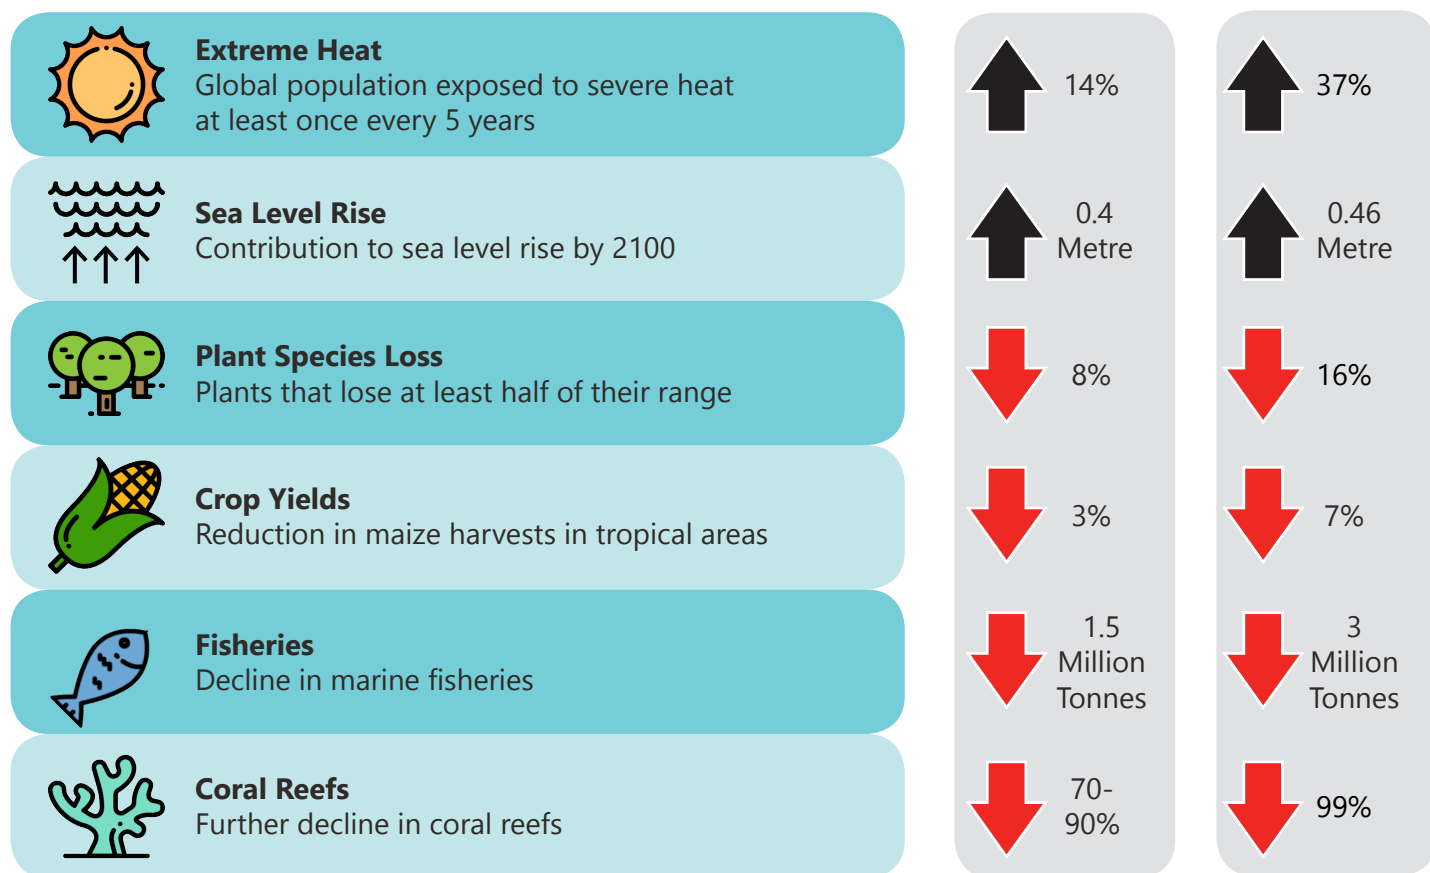 Extreme Heat
Global population exposed to severe heat
at least once every 5 years
14%
37%
Sea Level Rise
Contribution to sea level rise by 2100
0.4
Metre
0.46
Metre
Plant Species Loss
Plants that lose at least half of their range
8%
16%
Crop Yields
Reduction in maize harvests in tropical areas
3%
7%
Fisheries
Decline in marine fisheries
1.5
Million
Tonnes
3
Million
Tonnes
Coral Reefs
Further decline in coral reefs
70-
90%
99%